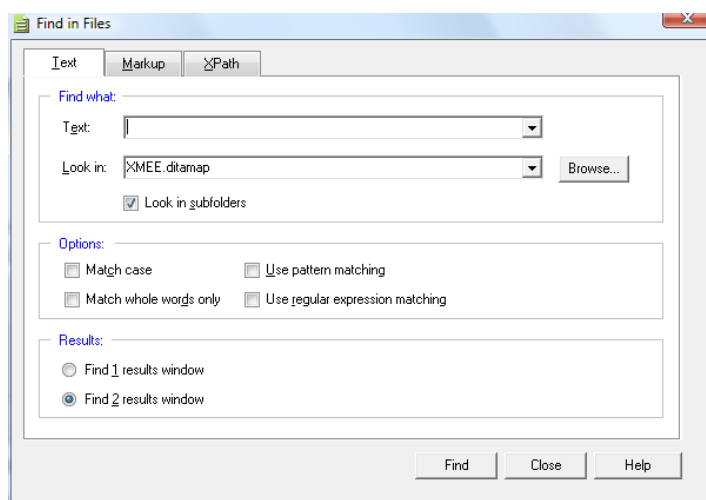 Find in Files
Text Markup XPath
Find what:
Text:
Look in: XMEE.ditamap Browse...
Look in subfolders
Options:
Match case Use pattern matching
Match whole words only Use regular expression matching
Results:
Find 1 results window
Find 2 results window
Find Close Help